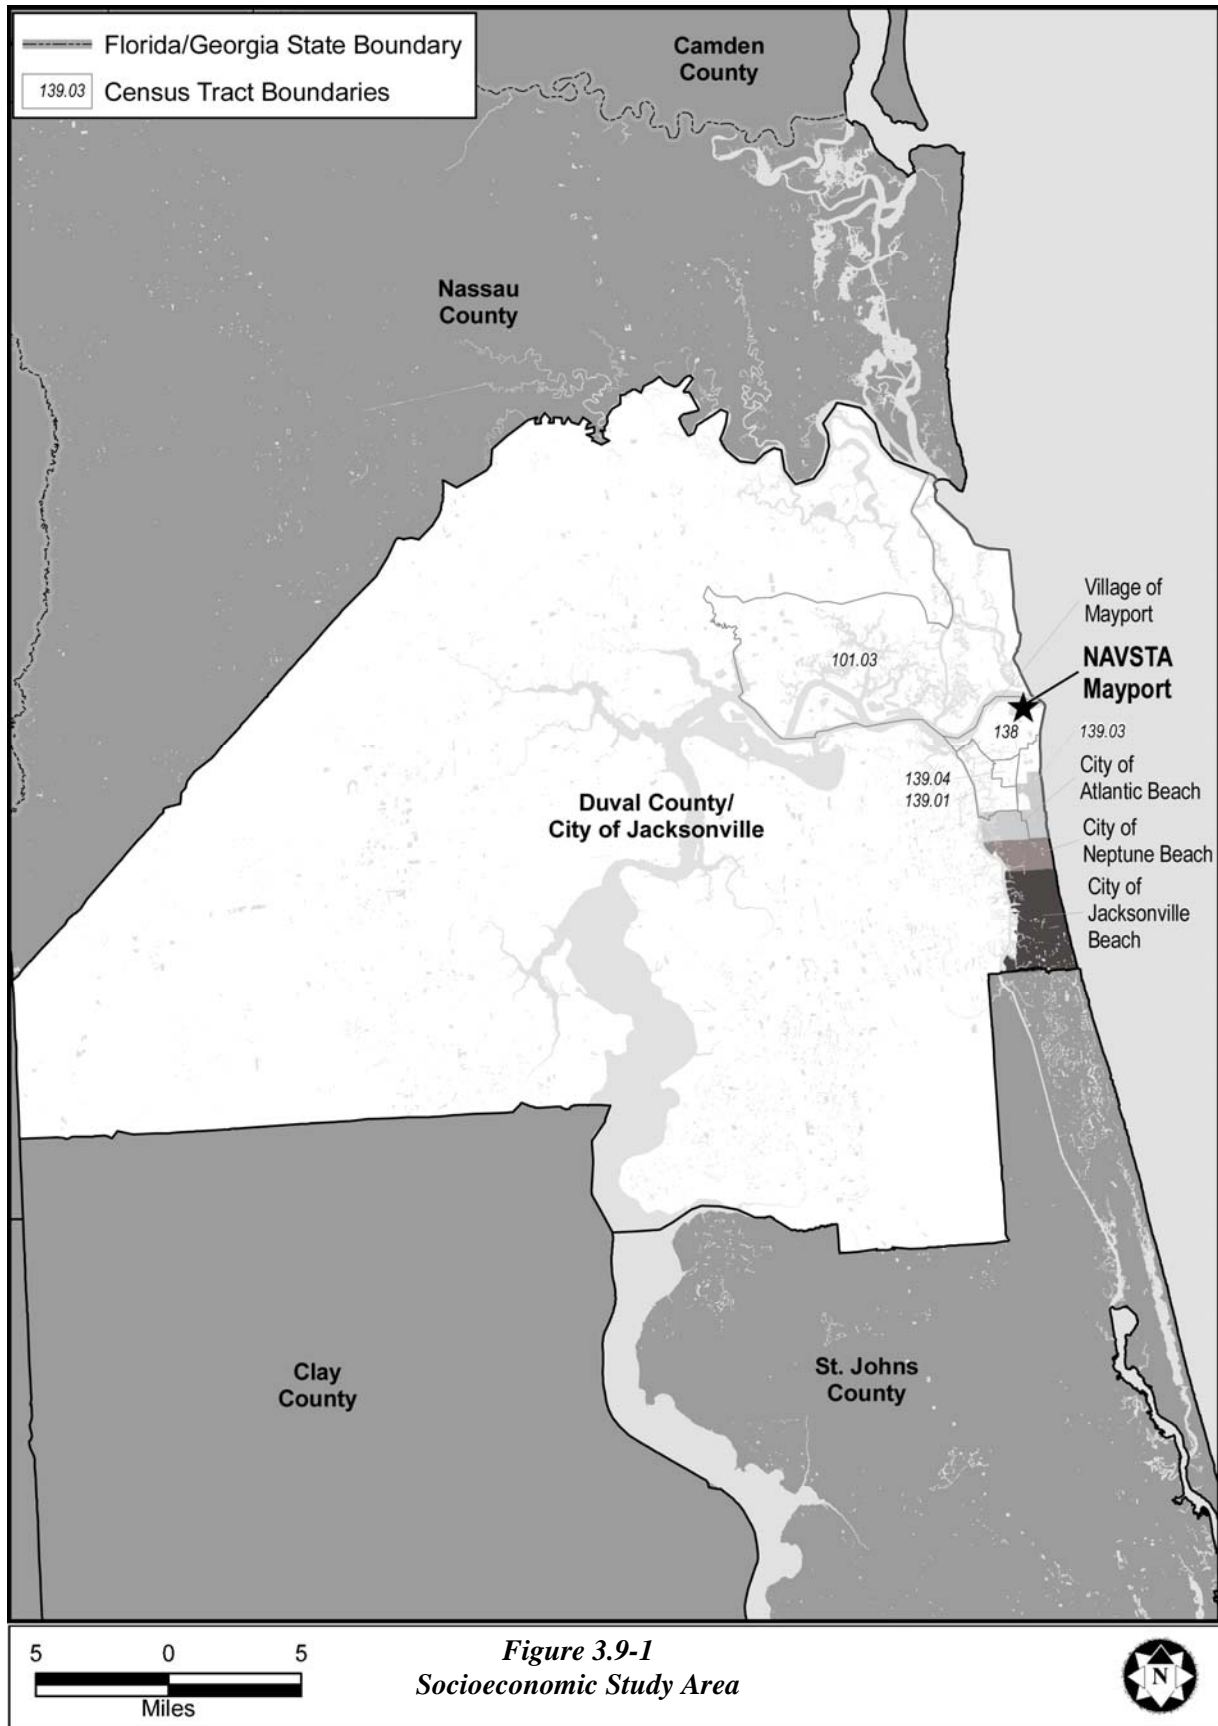 Florida/Georgia State Boundary
139.03 Census Tract Boundaries
Camden
County
Nassau
County
Village of
Mayport
NAVSTA
Mayport
101.03
138
139.03
139.04
139.01
City of
Atlantic Beach
Duval County/
City of Jacksonville
City of
Neptune Beach
City of
Jacksonville
Beach
Clay
County
St. Johns
County
5 0 5
Miles
Figure 3.9-1
Socioeconomic Study Area
N